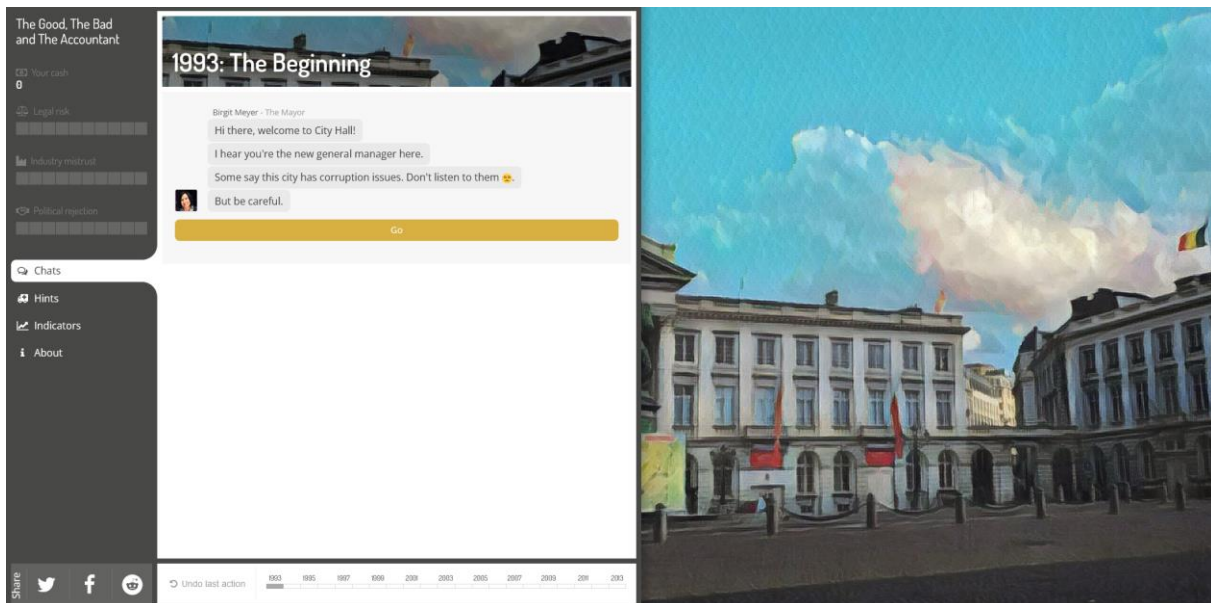 The Good, The Bad
and The Accountant
Your cash
0
Legal risk
Industry mistrust
Political rejection
Chats
Hints
Indicators
i About
Share
1993: The Beginning
Birgit Meyer - The Mayor
Hi there, welcome to City Hall!
I hear you're the new general manager here.
Some say this city has corruption issues. Don't listen to them 😕.
But be careful.
Go
Undo last action
1993 1995 1997 1999 2001 2003 2005 2007 2009 2011 2013